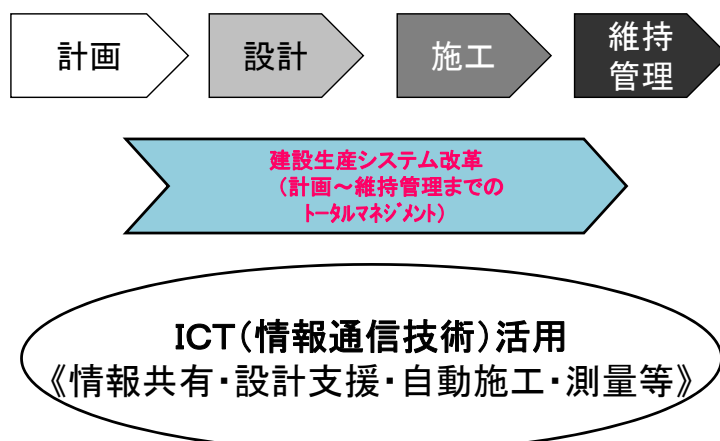 計画
設計
施工
維持
管理
建設生産システム改革
（計画～維持管理までの
ﾄｰﾀﾙﾏﾈｼﾞﾒﾝﾄ）
ＩＣＴ（情報通信技術）活用
《情報共有・設計支援・自動施工・測量等》